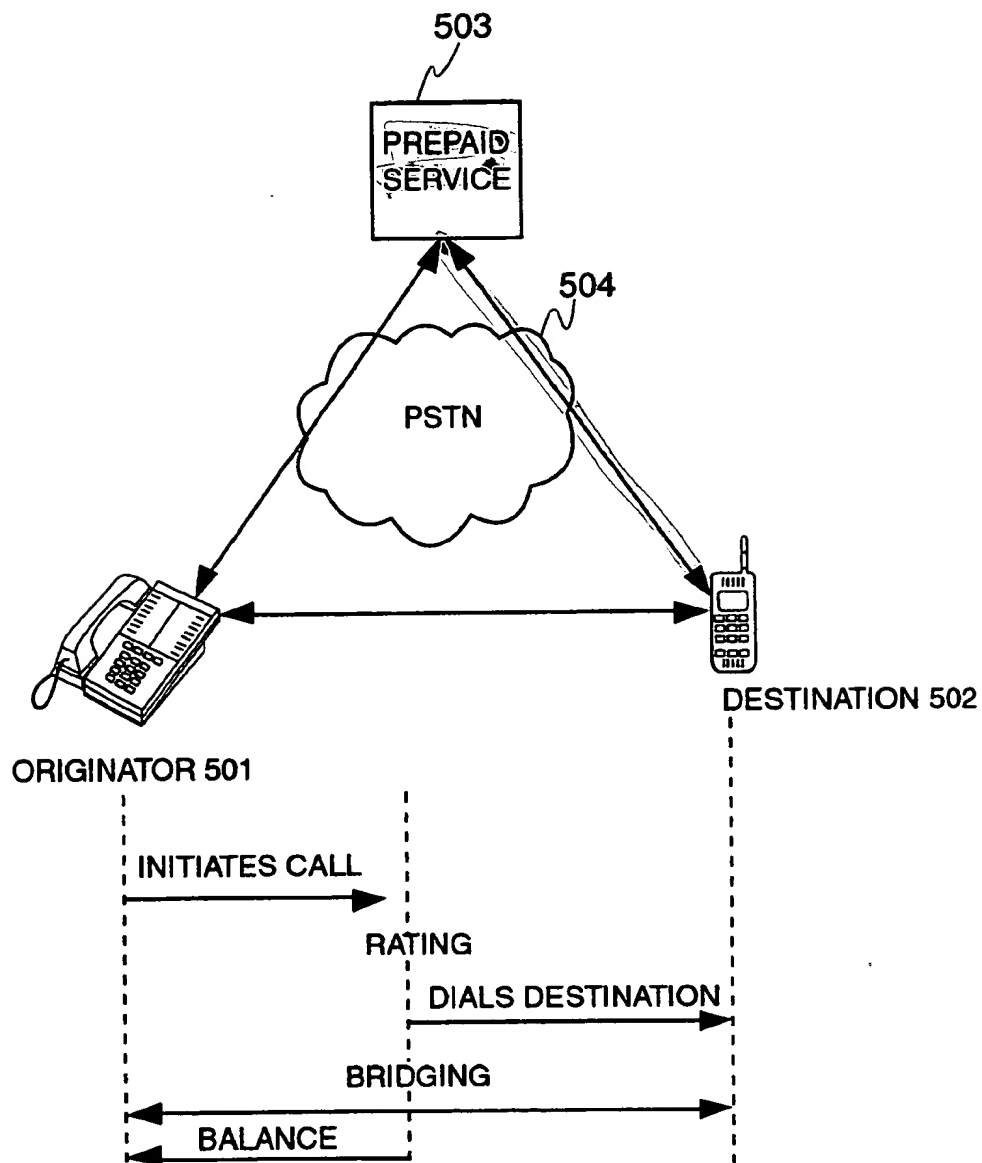 503
PREPAID
SERVICE
504
PSTN
DESTINATION 502
ORIGINATOR 501
INITIATES CALL
RATING
DIALS DESTINATION
BRIDGING
BALANCE